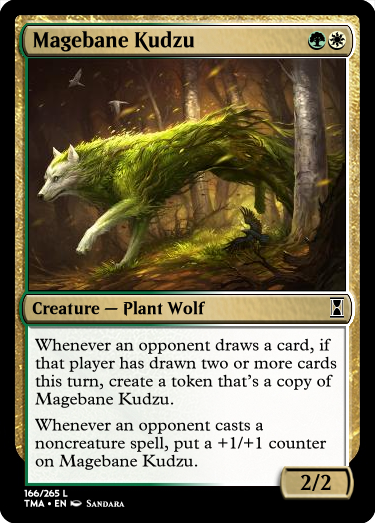 Magebane Kudzu
Creature — Plant Wolf
Whenever an opponent draws a card, if
that player has drawn two or more cards
this turn, create a token that's a copy of
Magebane Kudzu.
Whenever an opponent casts a
noncreature spell, put a +1/+1 counter
on Magebane Kudzu.
2/2
166/265 L
TMA • EN Sandara